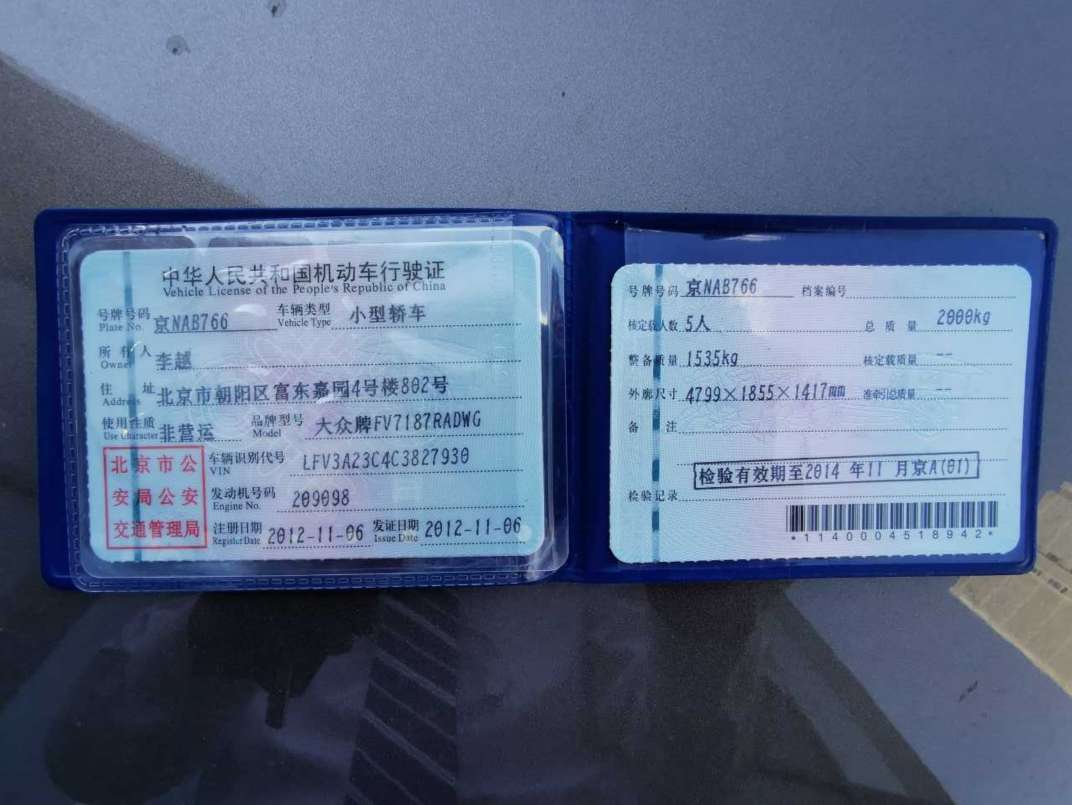 中华人民共和国机动车行驶证
Vehicle License of the People's Republic of China
号牌号码 京NAB766 车辆类型 小型轿车
Plate No. Vehicle Type
所有人 李越
Owner
住址 北京市朝阳区富东嘉园4号楼802号
Address
使用性质 非营运 品牌型号 大众牌FV7187RADWG
Use Character Model
北京市公
安局公安
交通管理局
车辆识别代号 LFV3A23C4C3827930
VIN
发动机号码 209098
Engine No.
注册日期 2012-11-06 发证日期 2012-11-06
Register Date Issue Date
号牌号码 京NAB766 档案编号
核定载人数 5人 总质量 2000kg
整备质量 1535kg 核定载质量 --
外廓尺寸 4799×1855×1417mm 准牵引总质量 --
备注
检验有效期至2014年11月京A(01)
检验记录
*1140004518942*